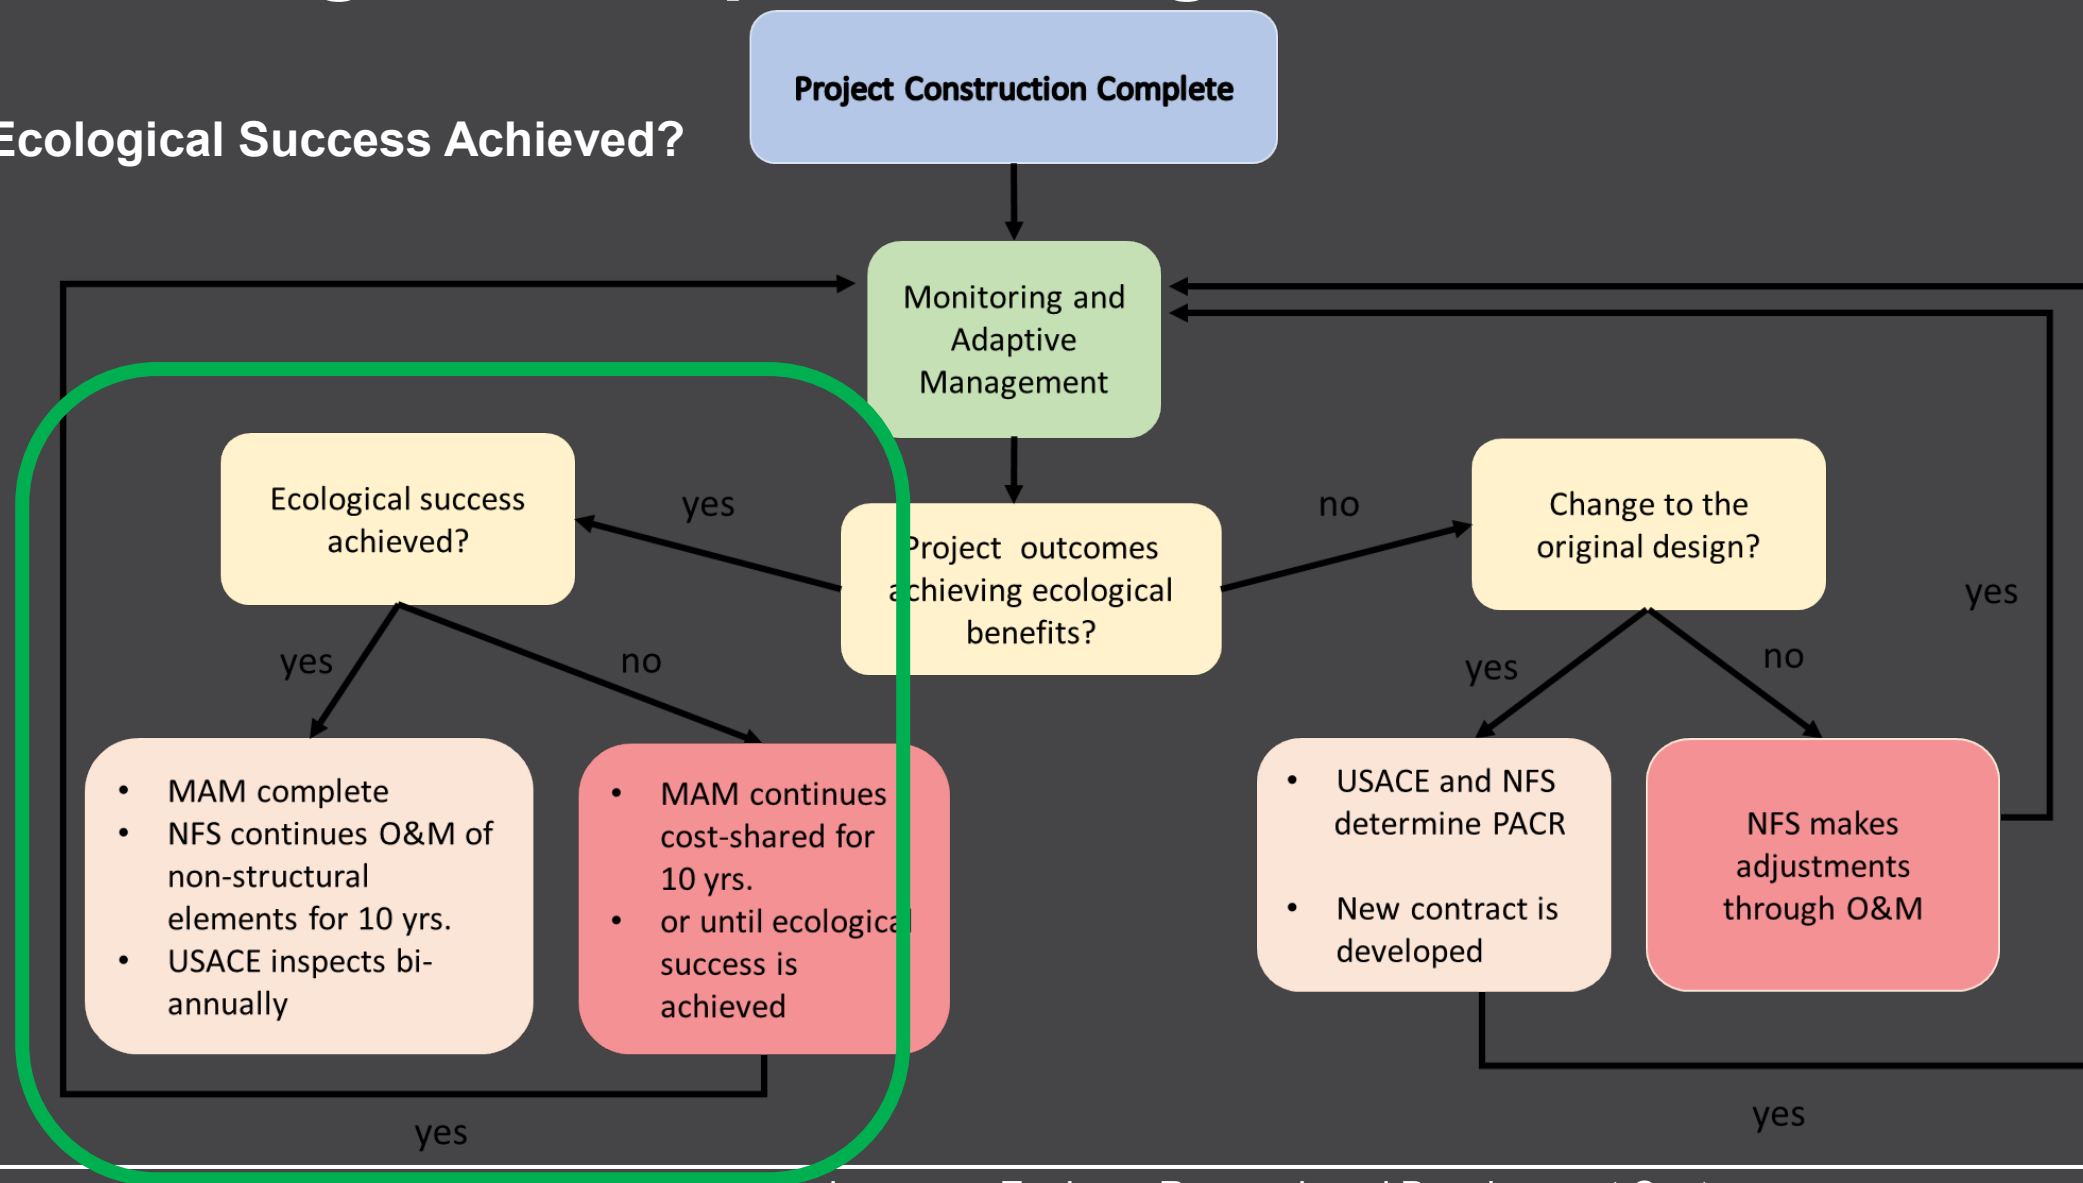 Project Construction Complete
Ecological Success Achieved?
Monitoring and
Adaptive
Management
Ecological success
achieved?
yes
Project outcomes
achieving ecological
benefits?
no
Change to the
original design?
yes
yes
no
yes
no
• MAM complete
• NFS continues O&M of
non-structural
elements for 10 yrs.
• USACE inspects bi-
annually
• MAM continues
cost-shared for
10 yrs.
• or until ecological
success is
achieved
• USACE and NFS
determine PACR
• New contract is
developed
NFS makes
adjustments
through O&M
yes
yes